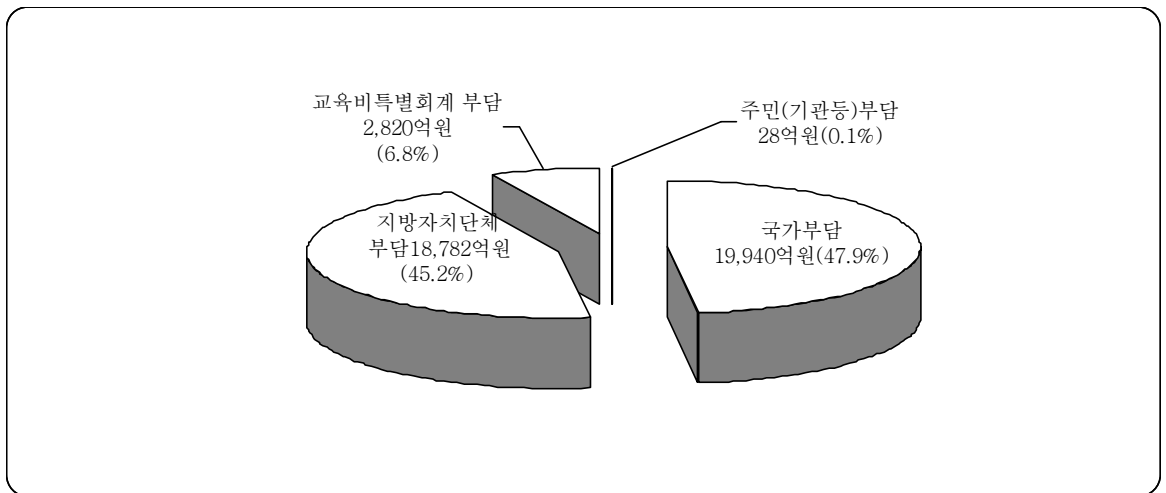 교육비특별회계 부담
2,820억원
(6.8%)
주민(기관등)부담
28억원(0.1%)
지방자치단체
부담18,782억원
(45.2%)
국가부담
19,940억원(47.9%)